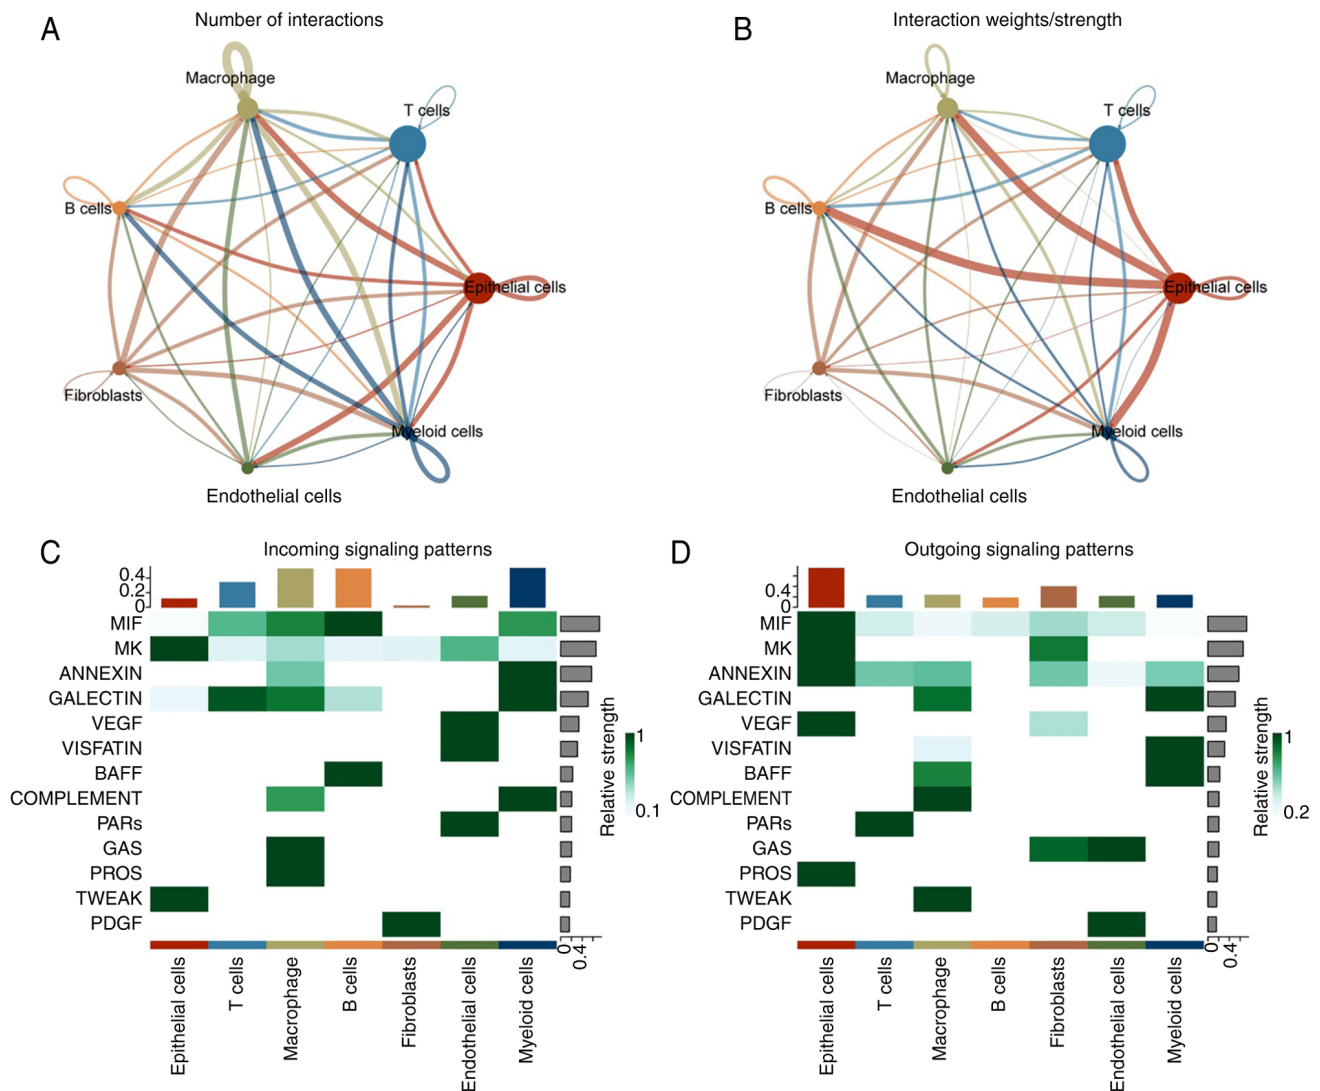 A
Number of interactions
Macrophage
T cells
B cells
Epithelial cells
Fibroblasts
Myeloid cells
Endothelial cells
B
Interaction weights/strength
Macrophage
T cells
B cells
Epithelial cells
Fibroblasts
Myeloid cells
Endothelial cells
C
Incoming signaling patterns
0.4
0.2
0
MIF
MK
ANNEXIN
GALECTIN
VEGF
VISFATIN
BAFF
COMPLEMENT
PARs
GAS
PROS
TWEAK
PDGF
Relative strength
1
0.1
0
0.4
Epithelial cells
T cells
Macrophage
B cells
Fibroblasts
Endothelial cells
Myeloid cells
D
Outgoing signaling patterns
0.4
0
MIF
MK
ANNEXIN
GALECTIN
VEGF
VISFATIN
BAFF
COMPLEMENT
PARs
GAS
PROS
TWEAK
PDGF
Relative strength
1
0.2
0
0.4
Epithelial cells
T cells
Macrophage
B cells
Fibroblasts
Endothelial cells
Myeloid cells